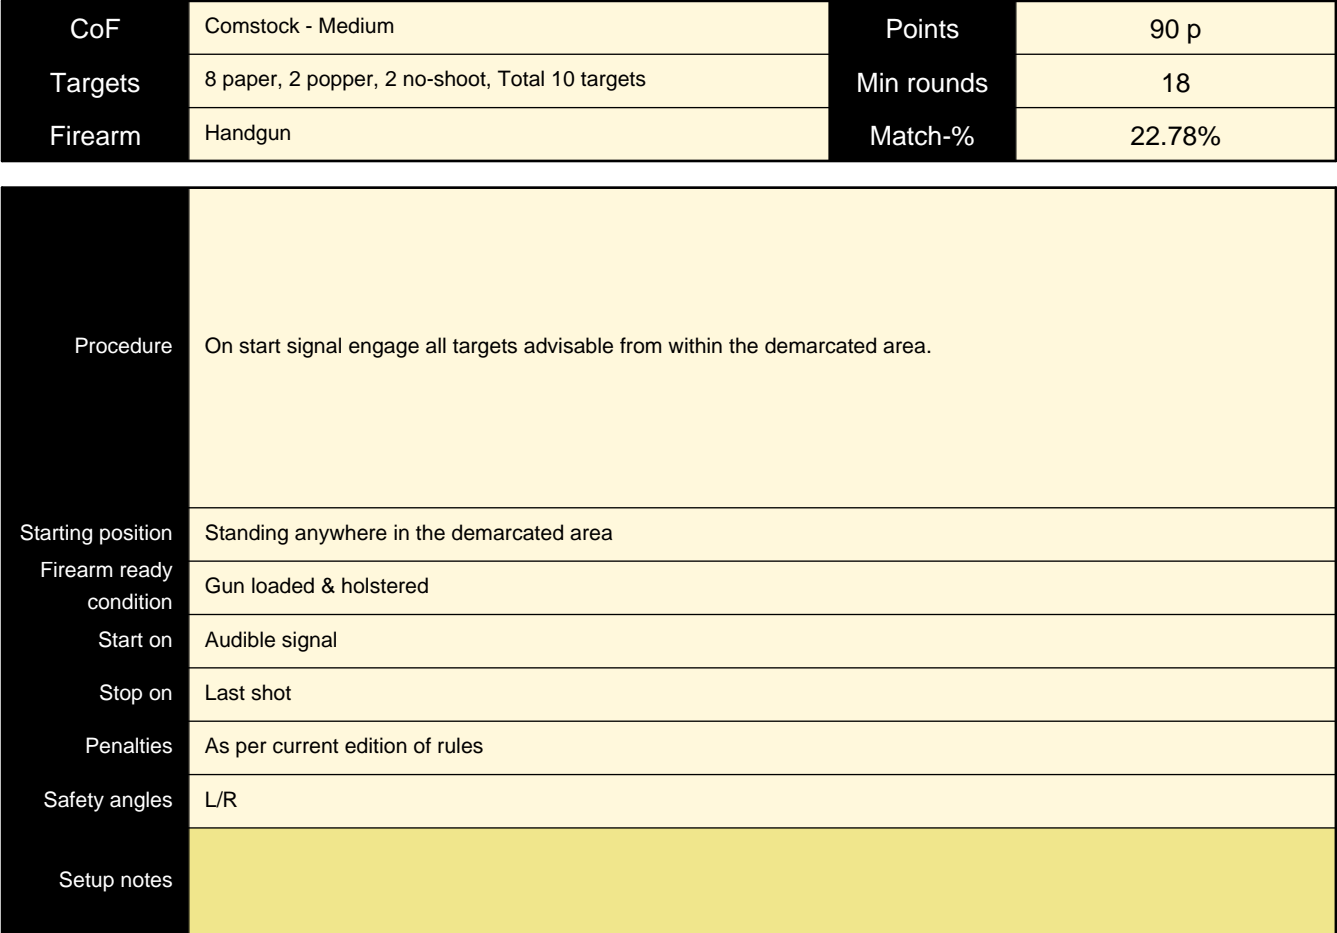 CoF Comstock - Medium Points 90 p
Targets 8 paper, 2 popper, 2 no-shoot, Total 10 targets Min rounds 18
Firearm Handgun Match-% 22.78%
Procedure On start signal engage all targets advisable from within the demarcated area.
Starting position Standing anywhere in the demarcated area
Firearm ready
condition Gun loaded & holstered
Start on Audible signal
Stop on Last shot
Penalties As per current edition of rules
Safety angles L/R
Setup notes